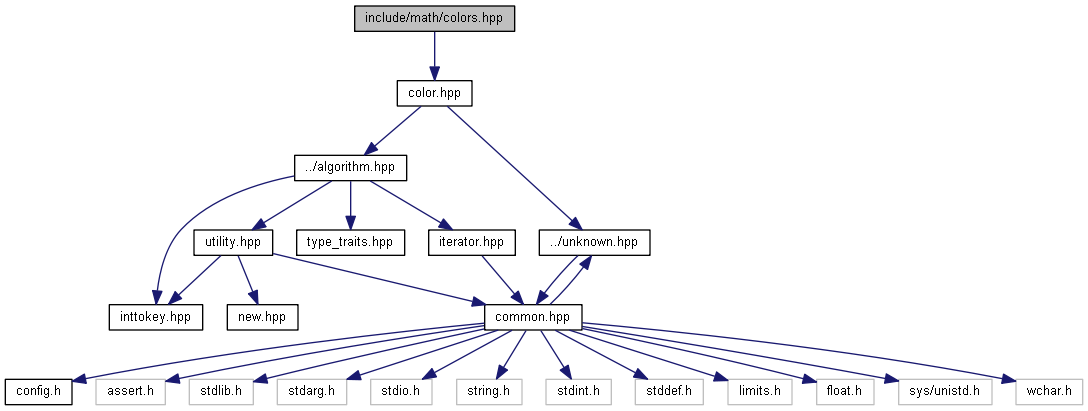 include/math/colors.hpp
color.hpp
../algorithm.hpp
utility.hpp
type_traits.hpp
iterator.hpp
../unknown.hpp
inttokey.hpp
new.hpp
common.hpp
config.h
assert.h
stdlib.h
stdarg.h
stdio.h
string.h
stdint.h
stddef.h
limits.h
float.h
sys/unistd.h
wchar.h